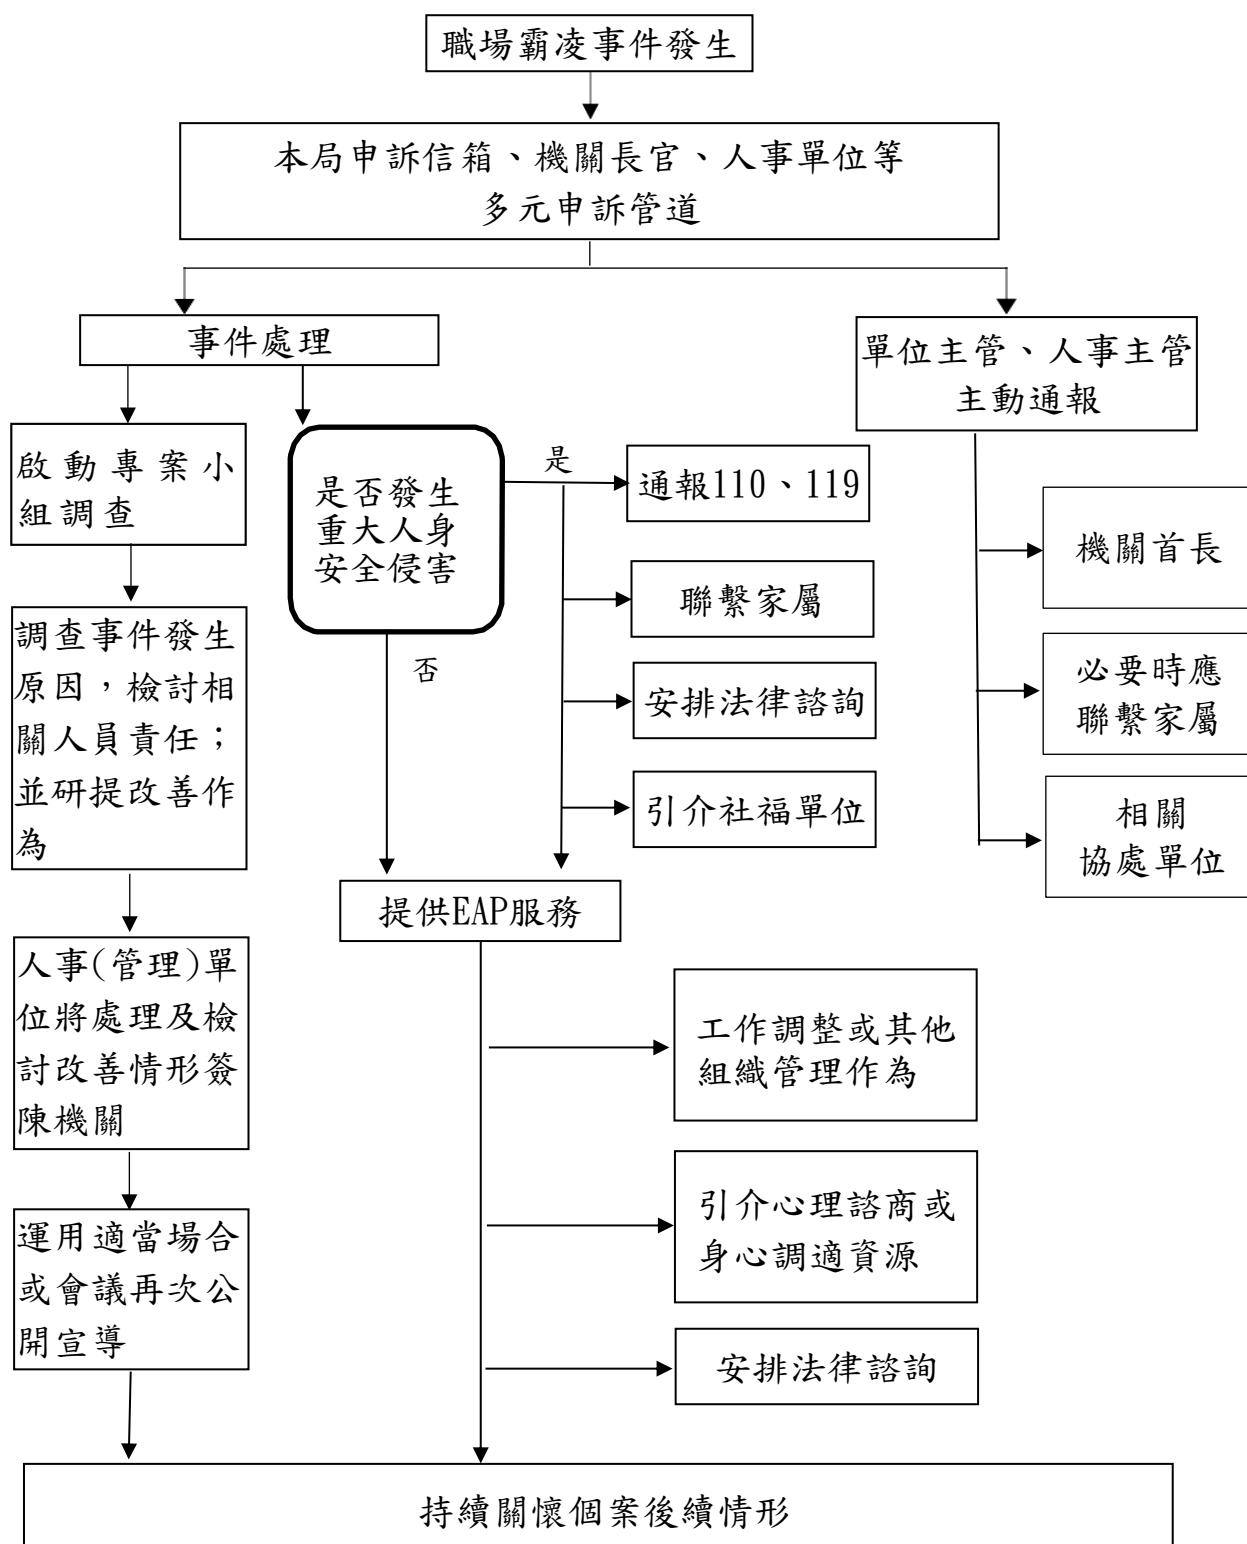 職場霸凌事件發生
本局申訴信箱、機關長官、人事單位等
多元申訴管道
事件處理
單位主管、人事主管
主動通報
啟動專案小
組調查
是否發生
重大人身
安全侵害
是
通報110、119
機關首長
聯繫家屬
調查事件發生
原因，檢討相
關人員責任；
並研提改善作
為
否
安排法律諮詢
必要時應
聯繫家屬
引介社福單位
相關
協處單位
提供EAP服務
人事(管理)單
位將處理及檢
討改善情形簽
陳機關
工作調整或其他
組織管理作為
引介心理諮商或
身心調適資源
運用適當場合
或會議再次公
開宣導
安排法律諮詢
持續關懷個案後續情形